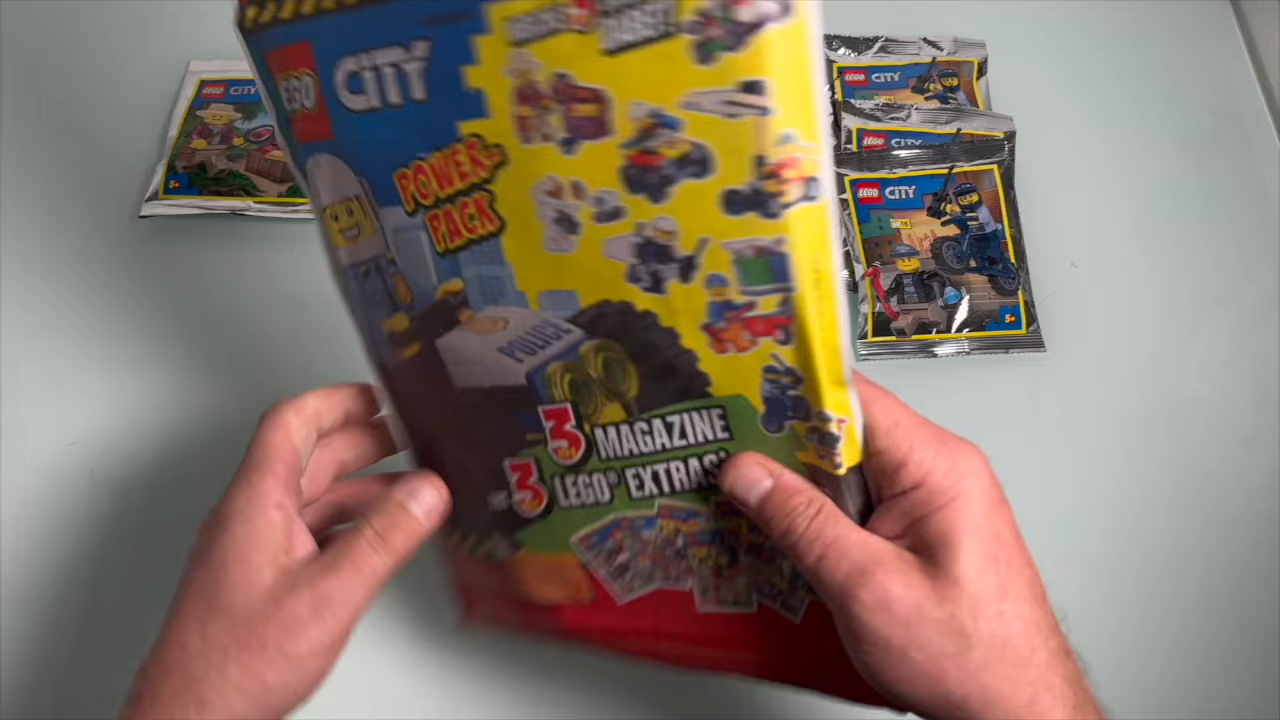 LEGO CITY
POWER-
PACK
POLICE
3 MAGAZINE
3 LEGO® EXTRAS
LEGO CITY
5+
LEGO CITY
LEGO CITY
LEGO CITY
5+